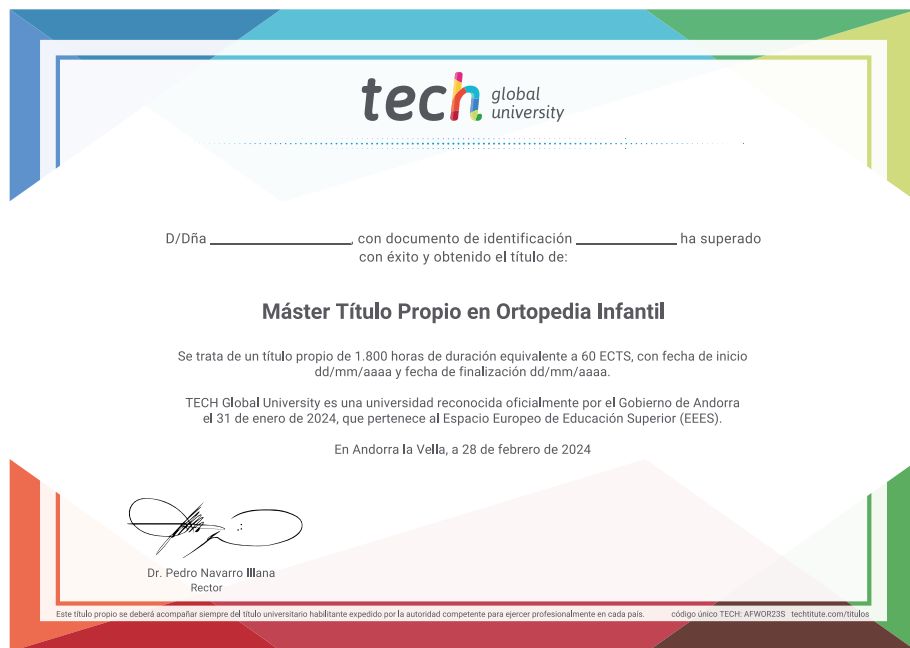 tech global university
D/Dña ______________, con documento de identificación ____________ ha superado
con éxito y obtenido el título de:
Máster Título Propio en Ortopedia Infantil
Se trata de un título propio de 1.800 horas de duración equivalente a 60 ECTS, con fecha de inicio
dd/mm/aaaa y fecha de finalización dd/mm/aaaa.
TECH Global University es una universidad reconocida oficialmente por el Gobierno de Andorra
el 31 de enero de 2024, que pertenece al Espacio Europeo de Educación Superior (EEES).
En Andorra la Vella, a 28 de febrero de 2024
Dr. Pedro Navarro Illana
Rector
Este título propio se deberá acompañar siempre del título universitario habilitante expedido por la autoridad competente para ejercer profesionalmente en cada país. código único TECH: AFWOR23S techtitute.com/titulos